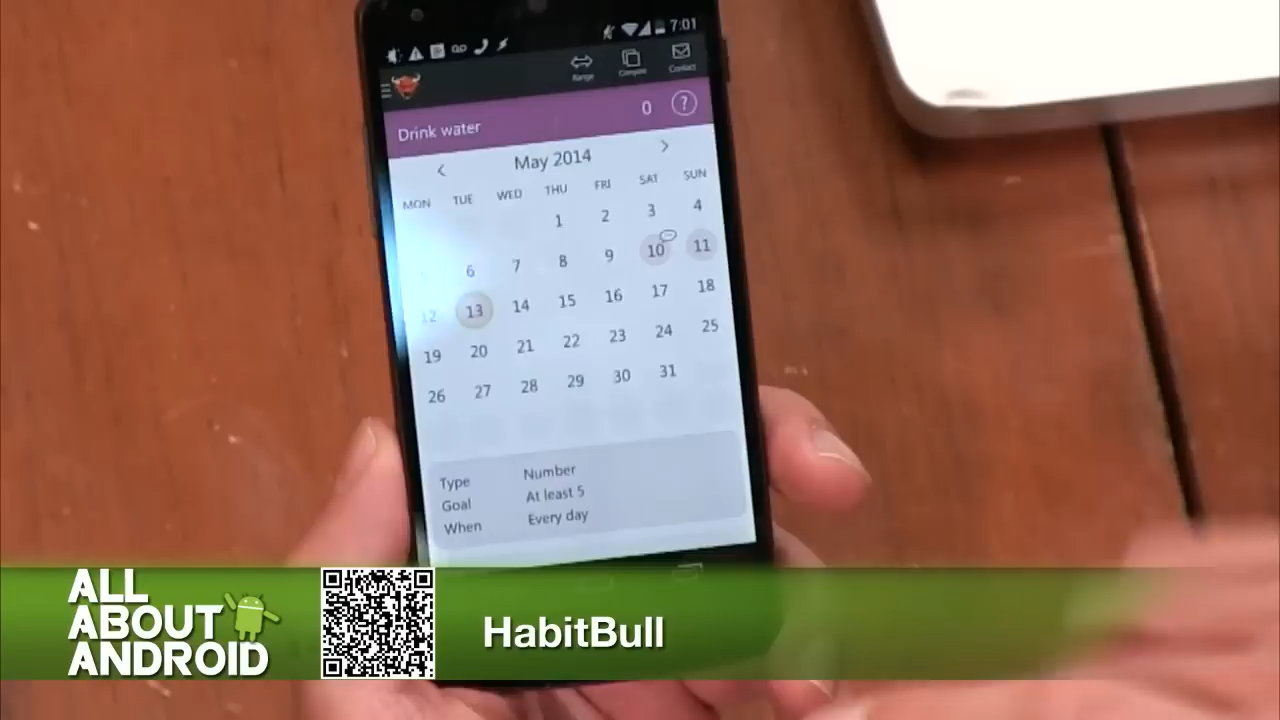 7:01
Range Compare Contact
Drink water 0 ?
< May 2014 >
MON TUE WED THU FRI SAT SUN
1 2 3 4
6 7 8 9 10 11
12 13 14 15 16 17 18
19 20 21 22 23 24 25
26 27 28 29 30 31
Type Number
Goal At least 5
When Every day
ALL
ABOUT
ANDROID
HabitBull